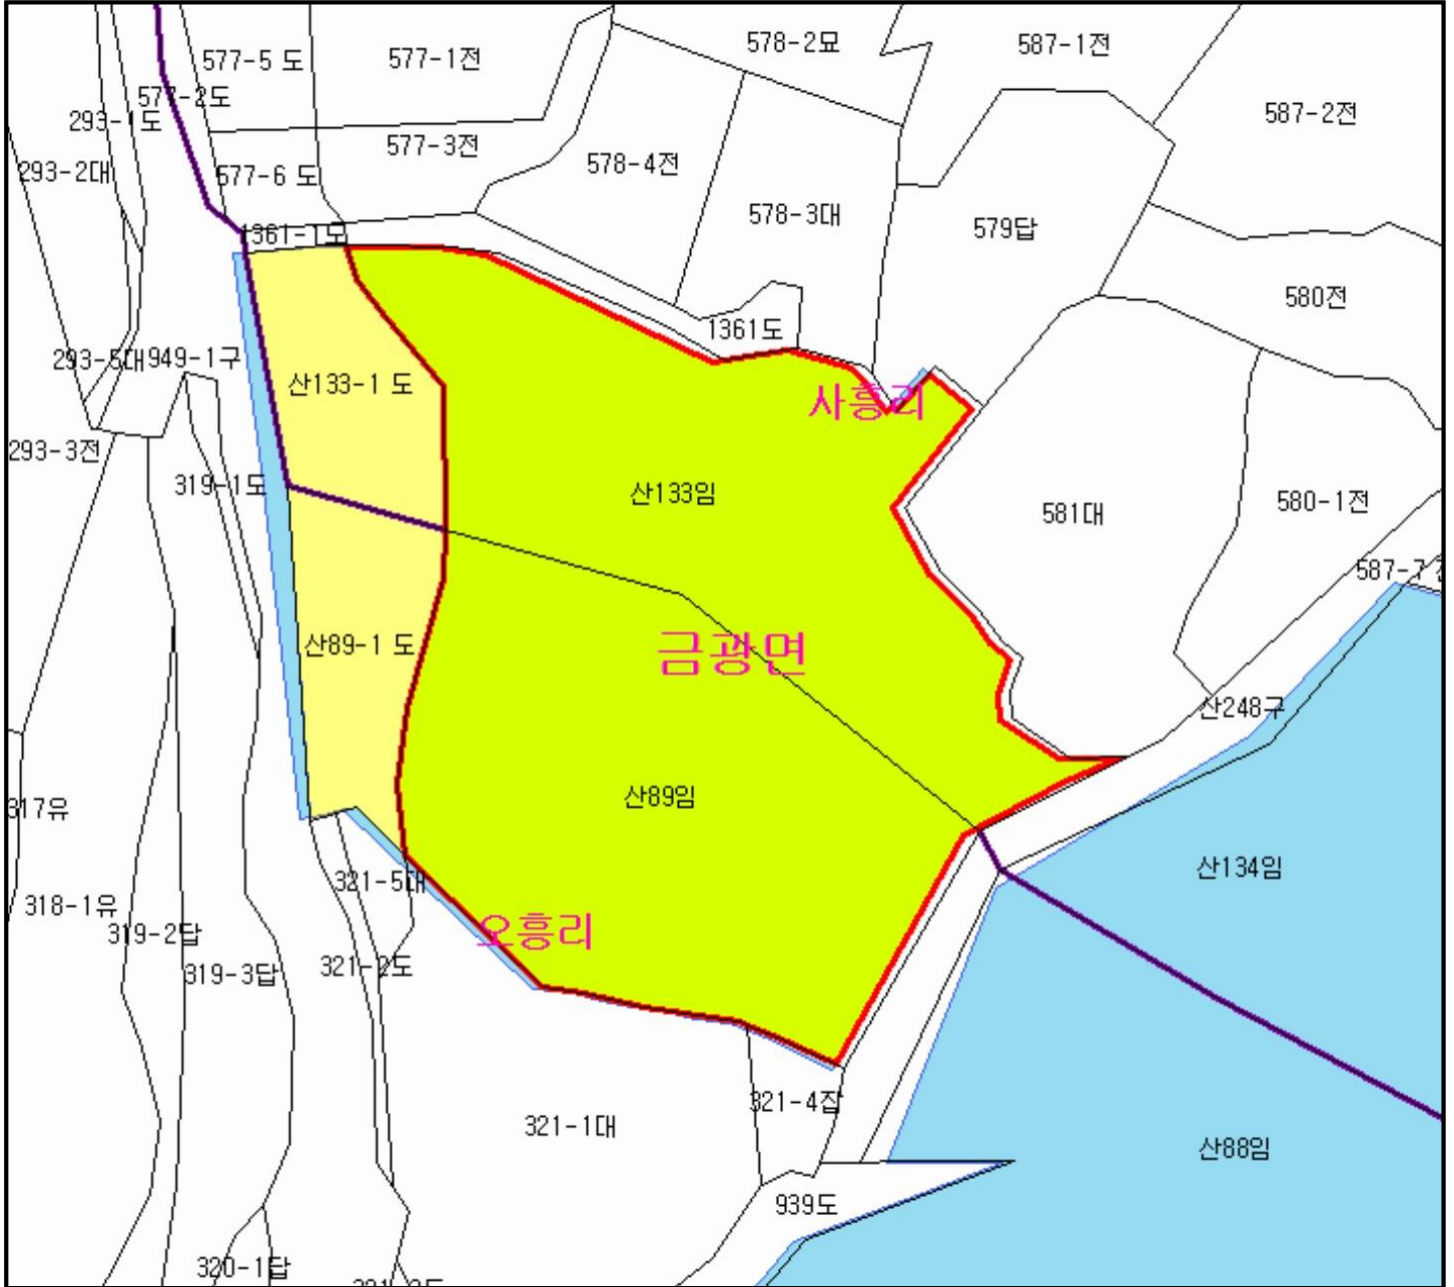 578-2묘
587-1전
577-5 도
577-1전
577-2도
293-1도
587-2전
577-3전
578-4전
293-2대
577-6 도
578-3대
579답
1361-1도
580전
1361도
293-5대
949-1구
산133-1 도
사흥리
293-3전
319-1도
산133임
580-1전
581대
587-7
산89-1 도
금광면
산248구
산89임
317유
산134임
321-5대
318-1유
319-2답
오흥리
321-2도
319-3답
321-4잡
321-1대
산88임
939도
320-1답